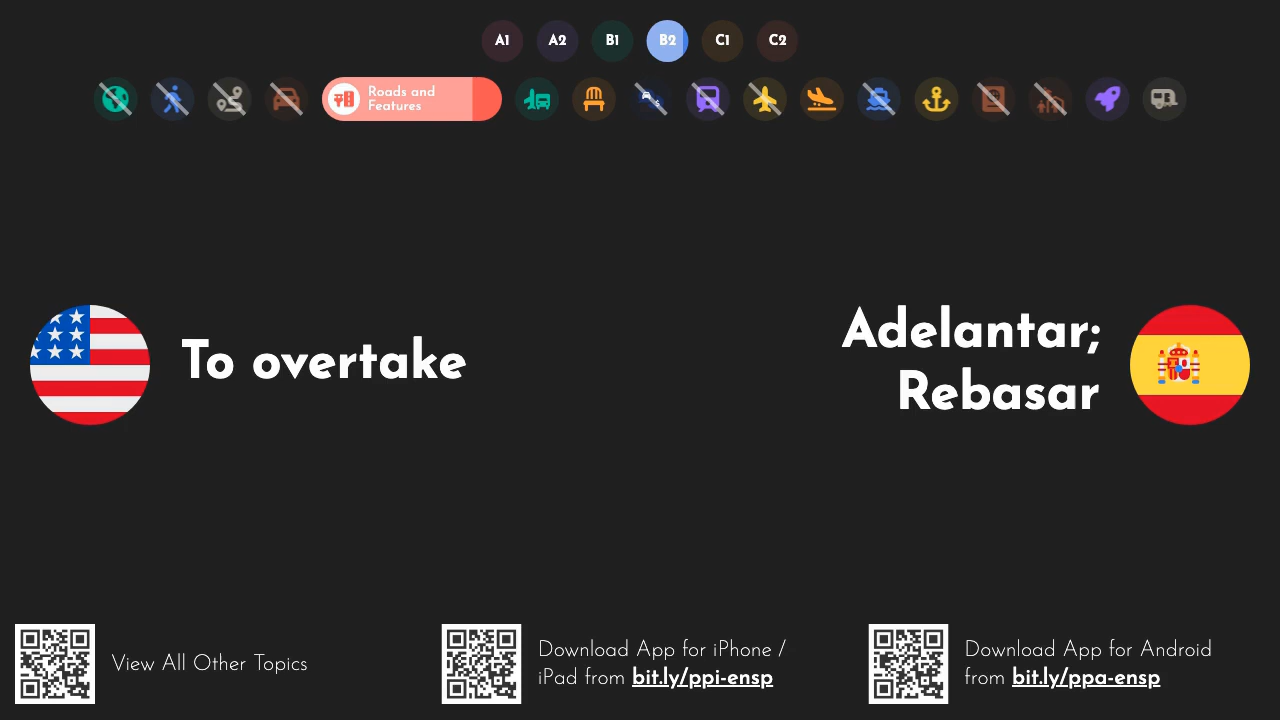 A1 A2 B1 B2 C1 C2
Roads and
Features
To overtake
Adelantar;
Rebasar
View All Other Topics
Download App for iPhone /
iPad from bit.ly/ppi-ensp
Download App for Android
from bit.ly/ppa-ensp